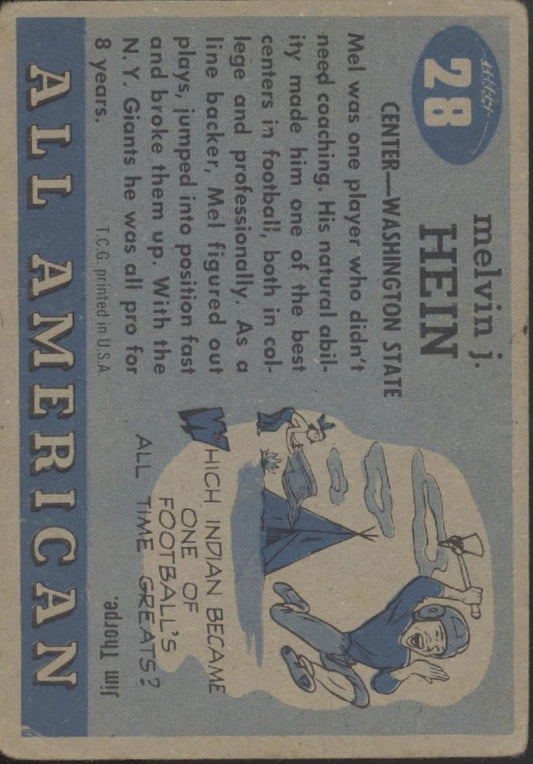 28
melvin j.
HEIN
CENTER—WASHINGTON STATE
Mel was one player who didn't
need coaching. His natural abil-
ity made him one of the best
centers in football, both in col-
lege and professionally. As a
line backer, Mel figured out
plays, jumped into position fast
and broke them up. With the
N.Y. Giants he was all pro for
8 years.
T.C.G. printed in U.S.A
WHICH INDIAN BECAME
ONE OF
FOOTBALL'S
ALL TIME GREATS?
Jim Thorpe.
ALL AMERICAN